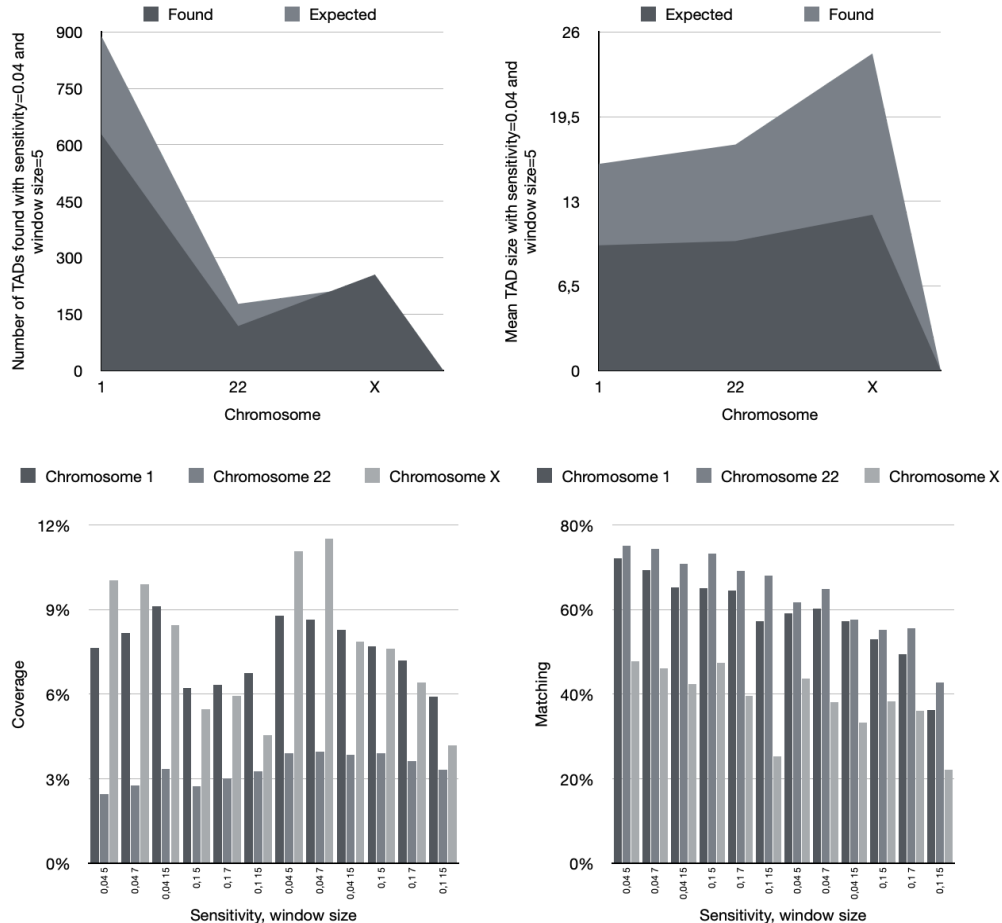 Found
Expected
Number of TADs found with sensitivity=0.04 and
window size=5
900
750
600
450
300
150
0
1
22
X
Chromosome
Expected
Found
Mean TAD size with sensitivity=0.04 and
window size=5
26
19,5
13
6,5
0
1
22
X
Chromosome
Chromosome 1
Chromosome 22
Chromosome X
Coverage
12%
9%
6%
3%
0%
0,04 5
0,04 7
0,04 15
0,1 5
0,1 7
0,1 15
0,04 5
0,04 7
0,04 15
0,1 5
0,1 7
0,1 15
Sensitivity, window size
Chromosome 1
Chromosome 22
Chromosome X
Matching
80%
60%
40%
20%
0%
0,04 5
0,04 7
0,04 15
0,1 5
0,1 7
0,1 15
0,04 5
0,04 7
0,04 15
0,1 5
0,1 7
0,1 15
Sensitivity, window size